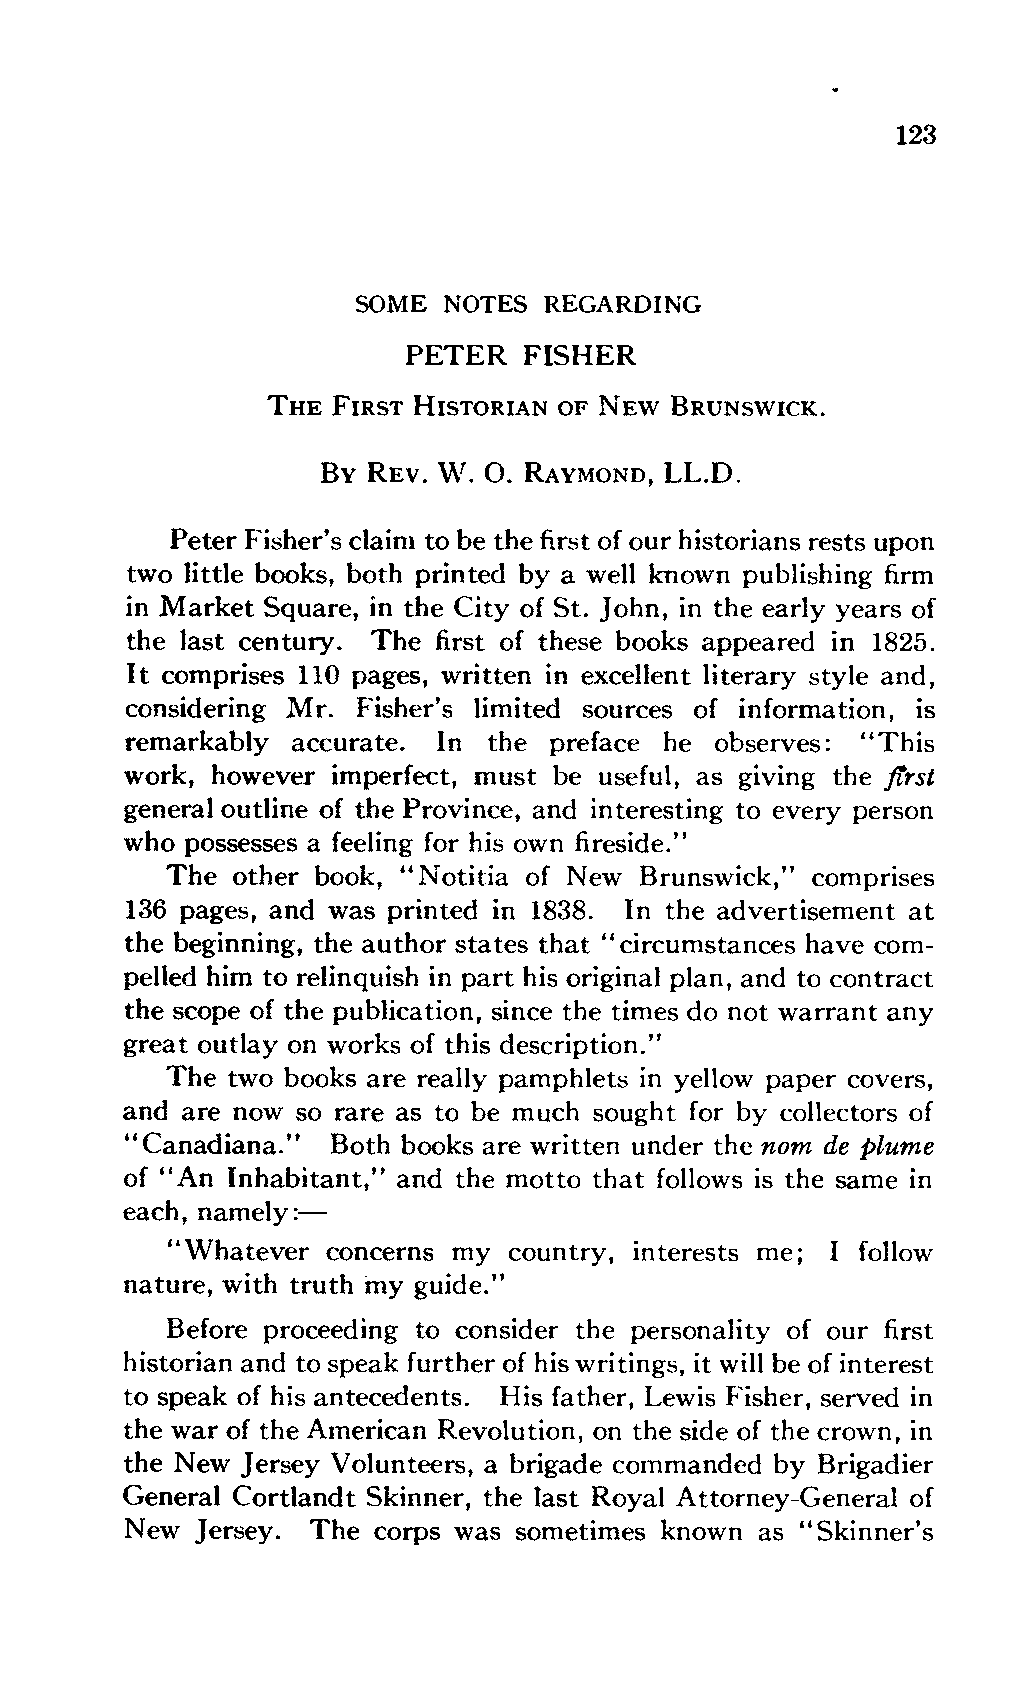 123
SOME NOTES REGARDING
PETER FISHER
THE FIRST HISTORIAN OF NEW BRUNSWICK.
BY REV. W. O. RAYMOND, LL.D.
Peter Fisher's claim to be the first of our historians rests upon
two little books, both printed by a well known publishing firm
in Market Square, in the City of St. John, in the early years of
the last century. The first of these books appeared in 1825.
It comprises 110 pages, written in excellent literary style and,
considering Mr. Fisher's limited sources of information, is
remarkably accurate. In the preface he observes: "This
work, however imperfect, must be useful, as giving the first
general outline of the Province, and interesting to every person
who possesses a feeling for his own fireside."
The other book, "Notitia of New Brunswick," comprises
136 pages, and was printed in 1838. In the advertisement at
the beginning, the author states that "circumstances have com-
pelled him to relinquish in part his original plan, and to contract
the scope of the publication, since the times do not warrant any
great outlay on works of this description."
The two books are really pamphlets in yellow paper covers,
and are now so rare as to be much sought for by collectors of
"Canadiana." Both books are written under the nom de plume
of "An Inhabitant," and the motto that follows is the same in
each, namely:—
"Whatever concerns my country, interests me; I follow
nature, with truth my guide."
Before proceeding to consider the personality of our first
historian and to speak further of his writings, it will be of interest
to speak of his antecedents. His father, Lewis Fisher, served in
the war of the American Revolution, on the side of the crown, in
the New Jersey Volunteers, a brigade commanded by Brigadier
General Cortlandt Skinner, the last Royal Attorney-General of
New Jersey. The corps was sometimes known as "Skinner's